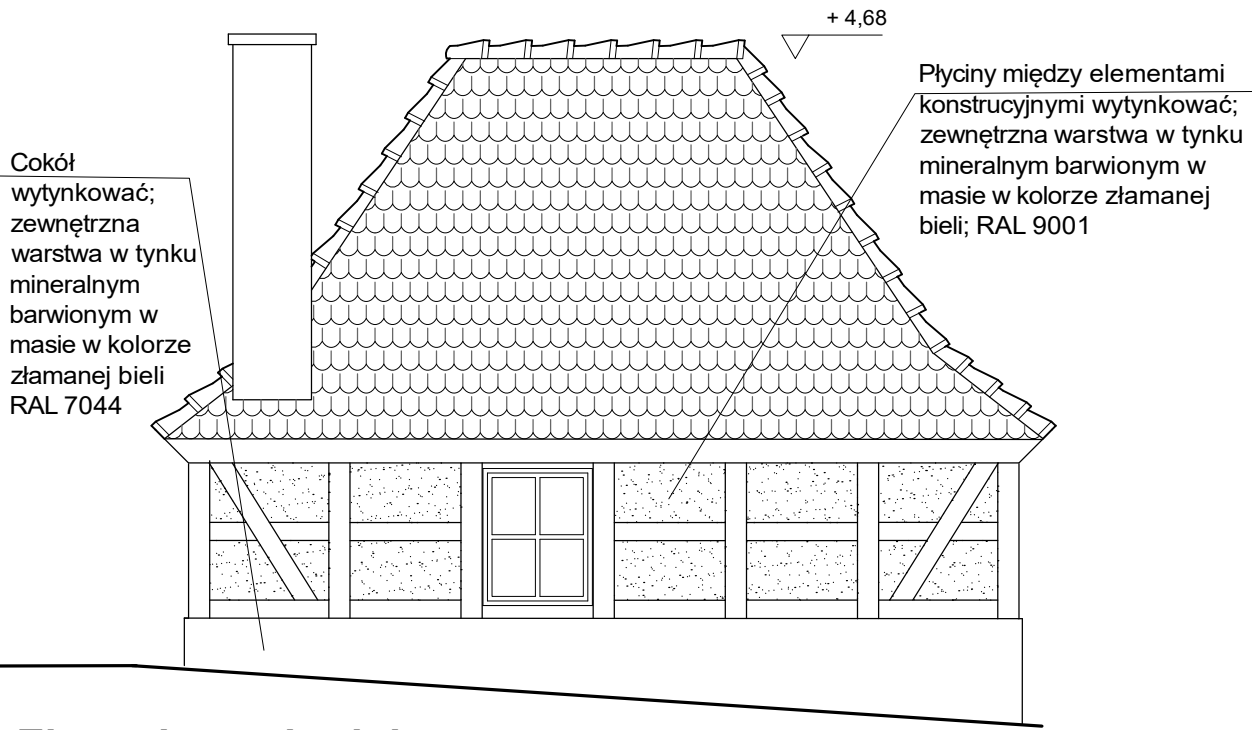 + 4,68
Płyciny między elementami
konstrucyjnymi wytynkować;
zewnętrzna warstwa w tynku
mineralnym barwionym w
masie w kolorze złamanej
bieli; RAL 9001
Cokół
wytynkować;
zewnętrzna
warstwa w tynku
mineralnym
barwionym w
masie w kolorze
złamanej bieli
RAL 7044